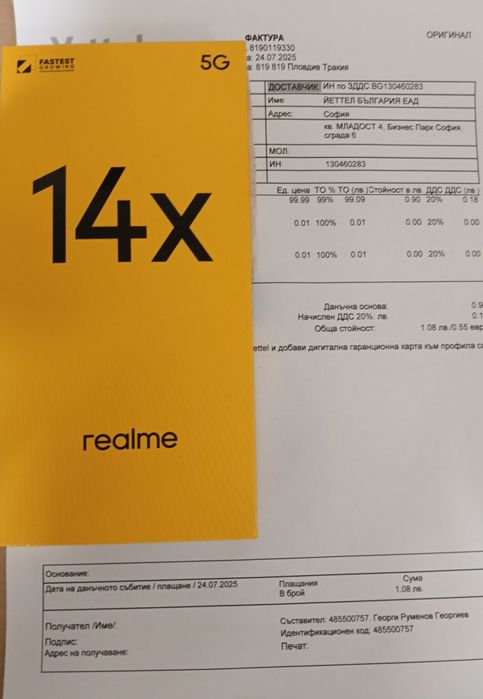 FASTEST
GROWING
5G
14x
realme
ФАКТУРА
ОРИГИНАЛ
. 8190119330
а: 24.07.2025
а: 819 819 Пловдив Тракия
ДОСТАВЧИК ИН по ЗДДС BG130460283
Име: ЙЕТТЕЛ БЪЛГАРИЯ ЕАД
Адрес: София
кв. МЛАДОСТ 4, Бизнес Парк София,
сграда 6
МОЛ:
ИН: 130460283
Ед. цена ТО % ТО (лв.) Стойност в лв. ДДС ДДС (лв.)
99.99 99% 99.09 0.90 20% 0.18
0.01 100% 0.01 0.00 20% 0.00
0.01 100% 0.01 0.00 20% 0.00
Данъчна основа: 0.9
Начислен ДДС 20%: лв. 0.1
Обща стойност: 1.08 лв./0.55 евр
ettel и добави дигитална гаранционна карта към профила с
Основание:
Дата на данъчното събитие / плащане / 24.07.2025
Плащания Сума
В брой 1.08 лв.
Получател /Име/:
Съставител: 485500757, Георги Руменов Георгиев
Подпис:
Идентификационен код: 485500757
Адрес на получаване:
Печат: